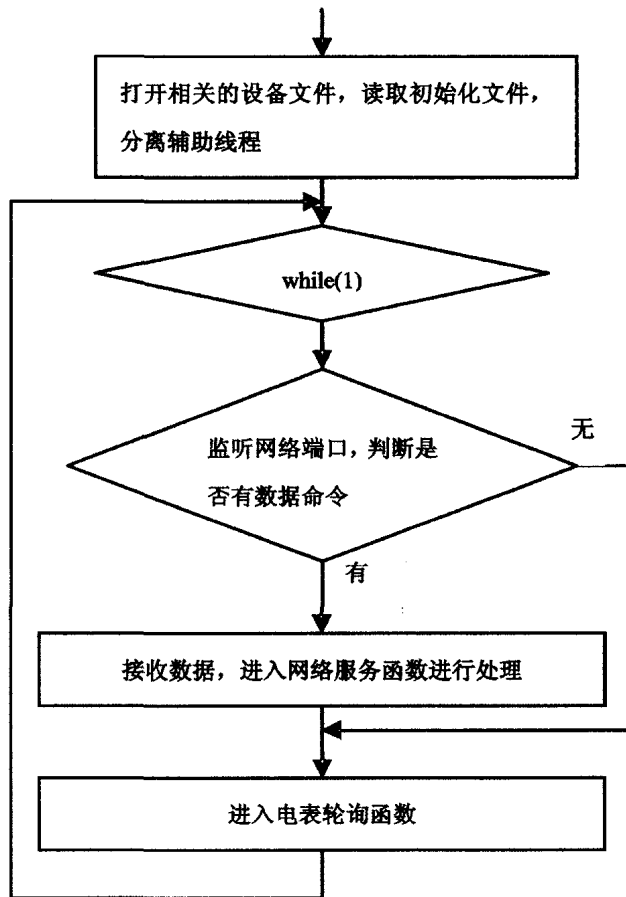 打开相关的设备文件，读取初始化文件，
分离辅助线程
while(1)
监听网络端口，判断是
否有数据命令
无
有
接收数据，进入网络服务函数进行处理
进入电表轮询函数